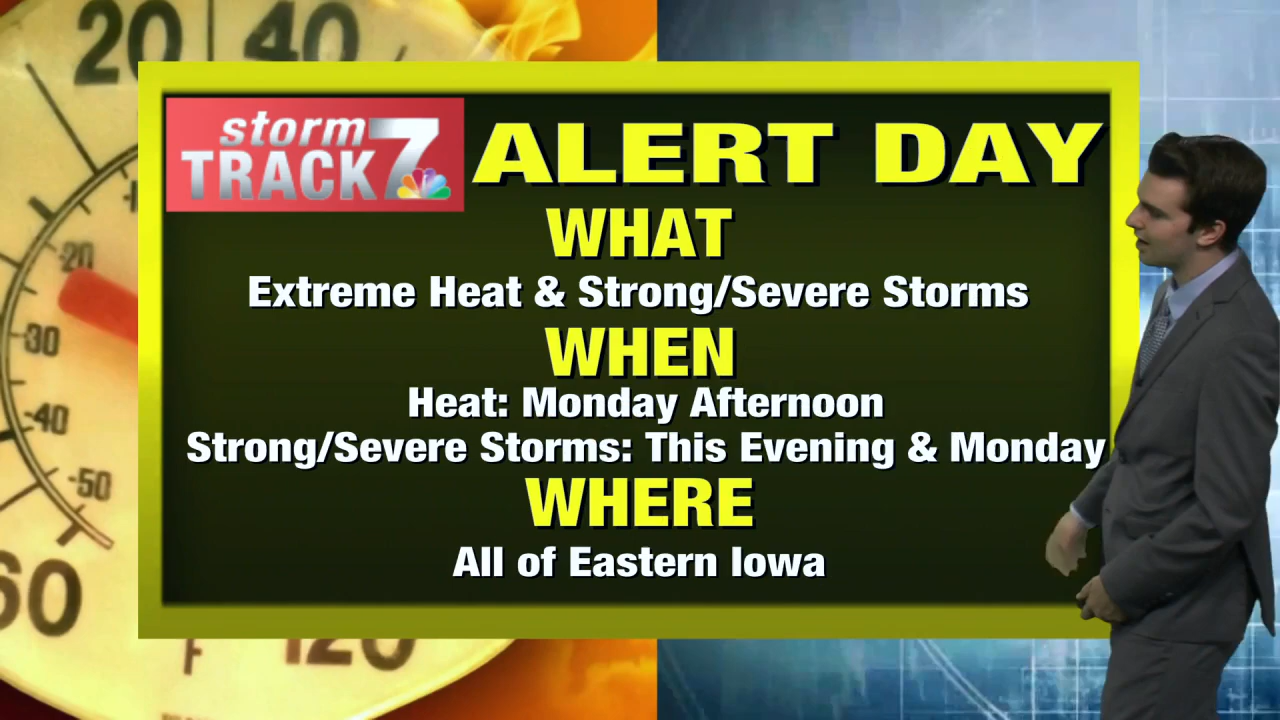 20 40
storm
TRACK 7
ALERT DAY
WHAT
Extreme Heat & Strong/Severe Storms
WHEN
Heat: Monday Afternoon
Strong/Severe Storms: This Evening & Monday
WHERE
All of Eastern Iowa
-20
-30
-40
-50
60
F
120